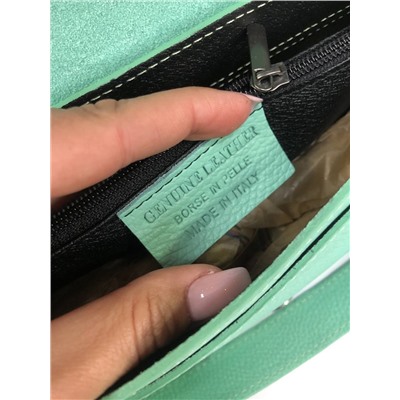 GENUINE LEATHER
BORSE IN PELLE
MADE IN ITALY